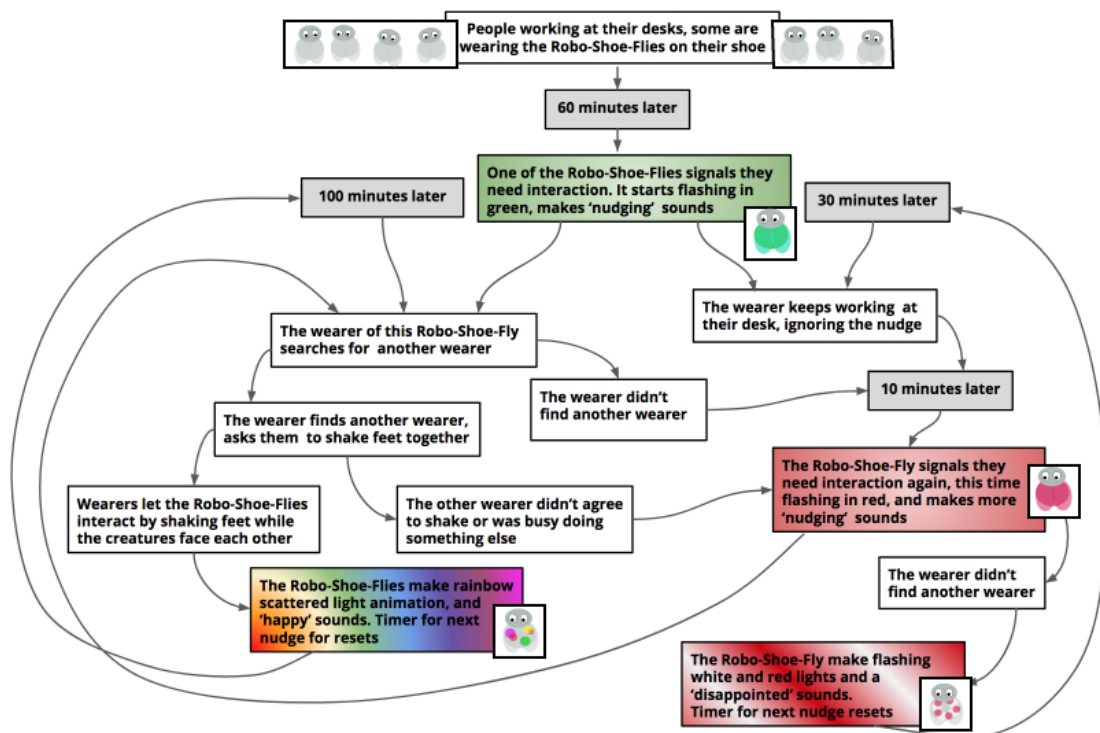 People working at their desks, some are
wearing the Robo-Shoe-Flies on their shoe
60 minutes later
One of the Robo-Shoe-Flies signals they
need interaction. It starts flashing in
green, makes ‘nudging’ sounds
100 minutes later
30 minutes later
The wearer keeps working at
their desk, ignoring the nudge
The wearer of this Robo-Shoe-Fly
searches for another wearer
The wearer didn’t
find another wearer
10 minutes later
The wearer finds another wearer,
asks them to shake feet together
The Robo-Shoe-Fly signals they
need interaction again, this time
flashing in red, and makes more
‘nudging’ sounds
Wearers let the Robo-Shoe-Flies
interact by shaking feet while
the creatures face each other
The other wearer didn’t agree
to shake or was busy doing
something else
The wearer didn’t
find another wearer
The Robo-Shoe-Flies make rainbow
scattered light animation, and
‘happy’ sounds. Timer for next
nudge for resets
The Robo-Shoe-Fly make flashing
white and red lights and a
‘disappointed’ sounds.
Timer for next nudge resets